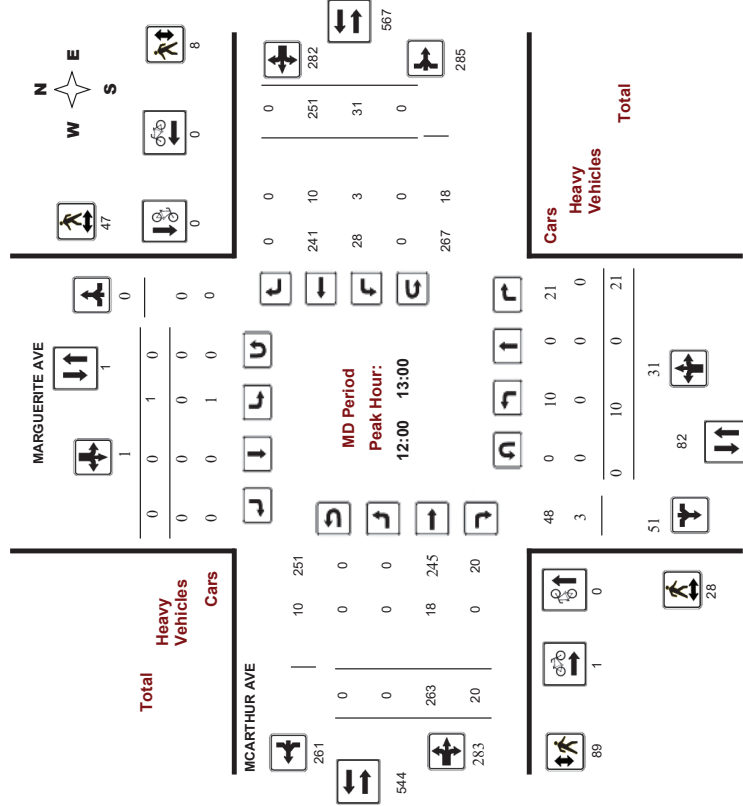 N
W E
S
8
0
47
0
MARGUERITE AVE
1
1
0
0 0 1 0
0 0 0 0 0
0 0 1 0 0
Total
Heavy
Vehicles
Cars
567
282
285
0 0 0
241 10 251
28 3 31
0 0 0
267 18
MD Period
Peak Hour:
12:00 13:00
MCARTHUR AVE
10 251
0 0 0
0 0 0
263 18 245
20 0 20
261
544
283
Cars
Heavy
Vehicles
Total
48 0 10 0 21
3 0 0 0 0
0 10 0 21
51
82
31
0
1
28
89